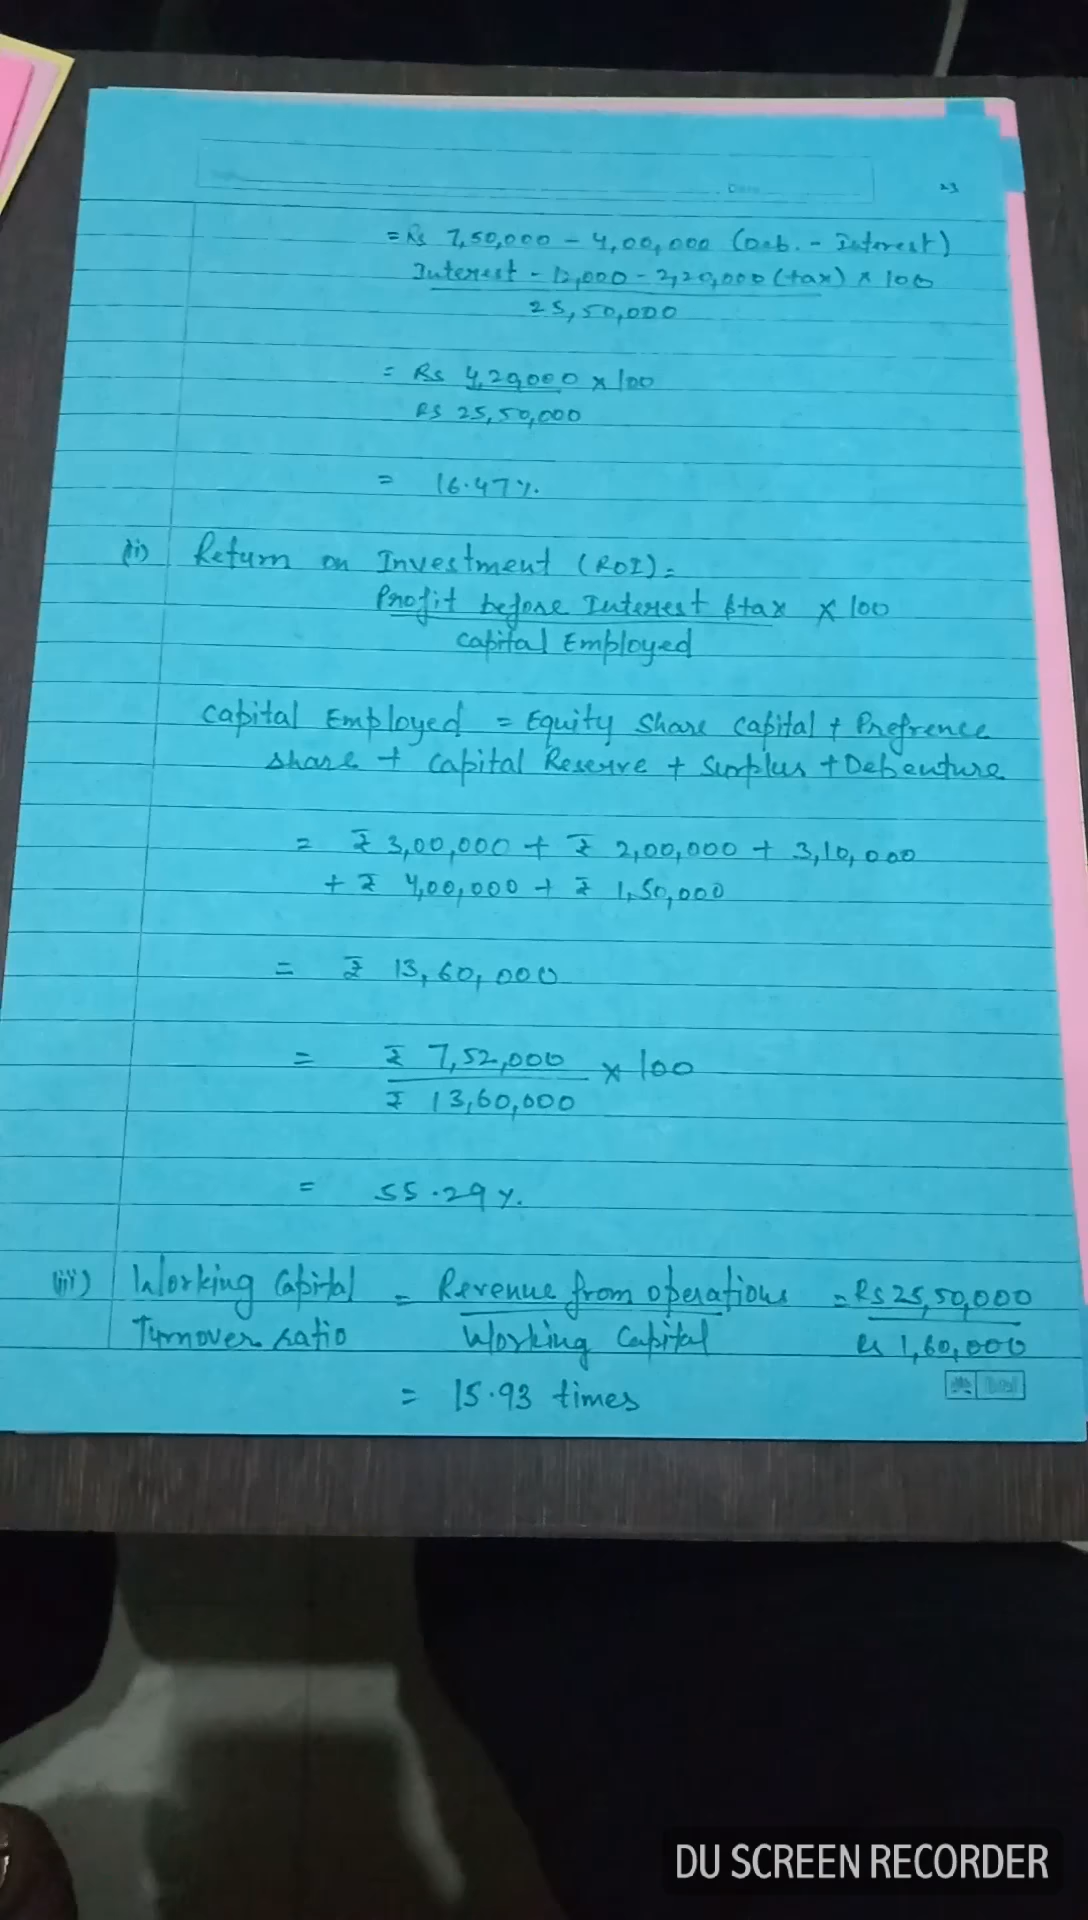 23
= Rs 7,50,000 - 4,00,000 (Deb. - Interest)
Interest - 12,000 - 2,20,000 (tax) × 100
25,50,000
= Rs 4,20,000 × 100
RS 25,50,000
= 16.47%.
(ii) Return on Investment (ROI) =
Profit before Interest & tax × 100
Capital Employed
Capital Employed = Equity Share Capital + Prefrence
share + Capital Reserve + Surplus + Debenture
= ₹ 3,00,000 + ₹ 2,00,000 + 3,10,000
+ ₹ 4,00,000 + ₹ 1,50,000
= ₹ 13,60,000
= ₹ 7,52,000 × 100
₹ 13,60,000
= 55.29%.
(iii) Working Capital = Revenue from operations = Rs 25,50,000
Turnover ratio Working Capital Rs 1,60,000
= 15.93 times
DU SCREEN RECORDER